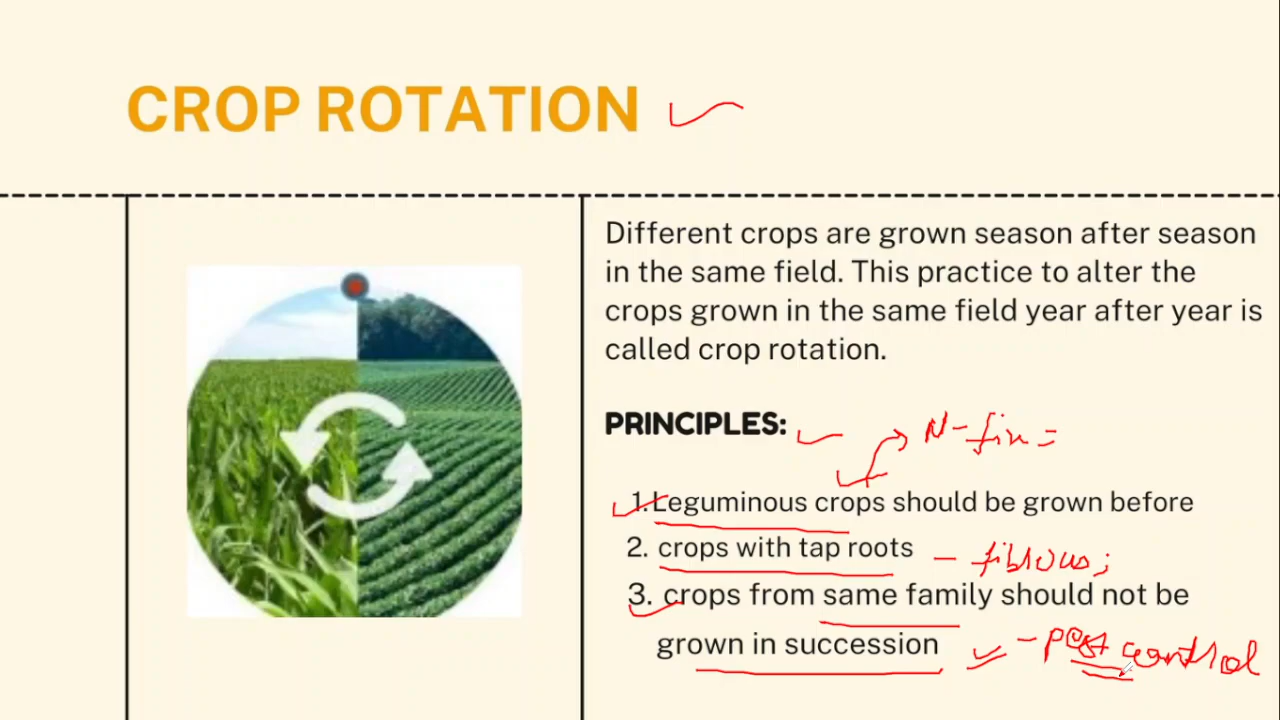 CROP ROTATION
Different crops are grown season after season
in the same field. This practice to alter the
crops grown in the same field year after year is
called crop rotation.
PRINCIPLES:
N-fix =
1. Leguminous crops should be grown before
2. crops with tap roots - fibrous;
3. crops from same family should not be
grown in succession - pest control